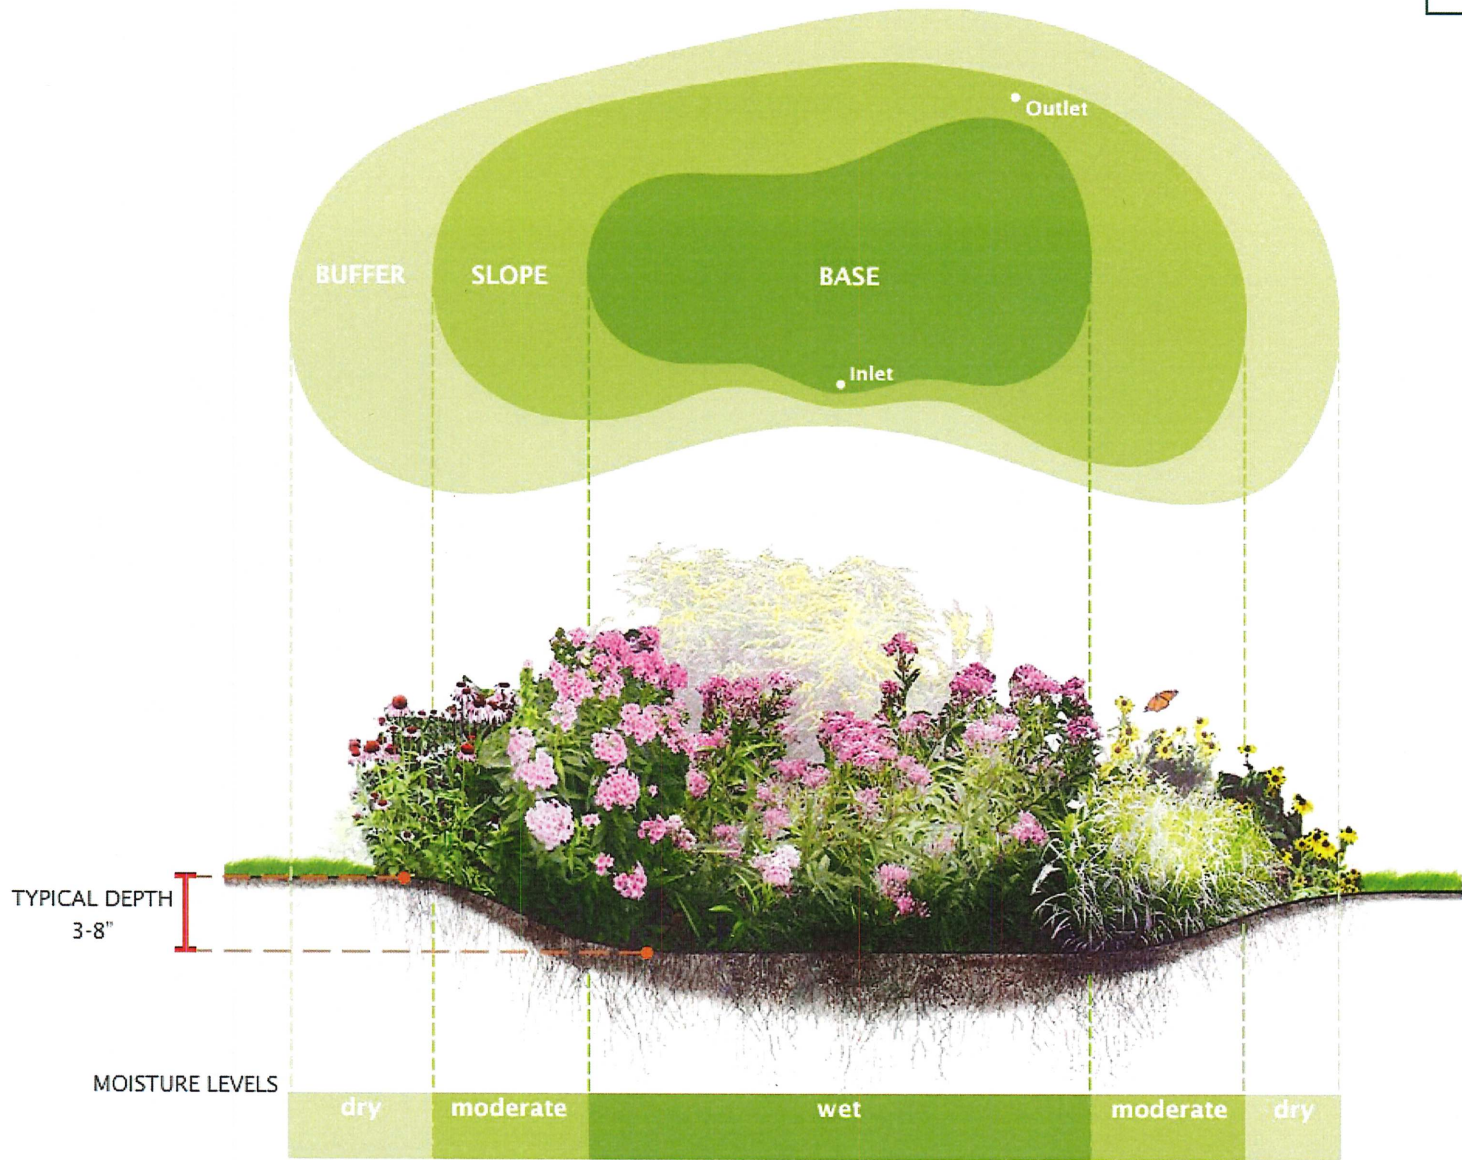 Outlet
BUFFER SLOPE BASE
Inlet
TYPICAL DEPTH
3-8"
MOISTURE LEVELS
dry moderate wet moderate dry